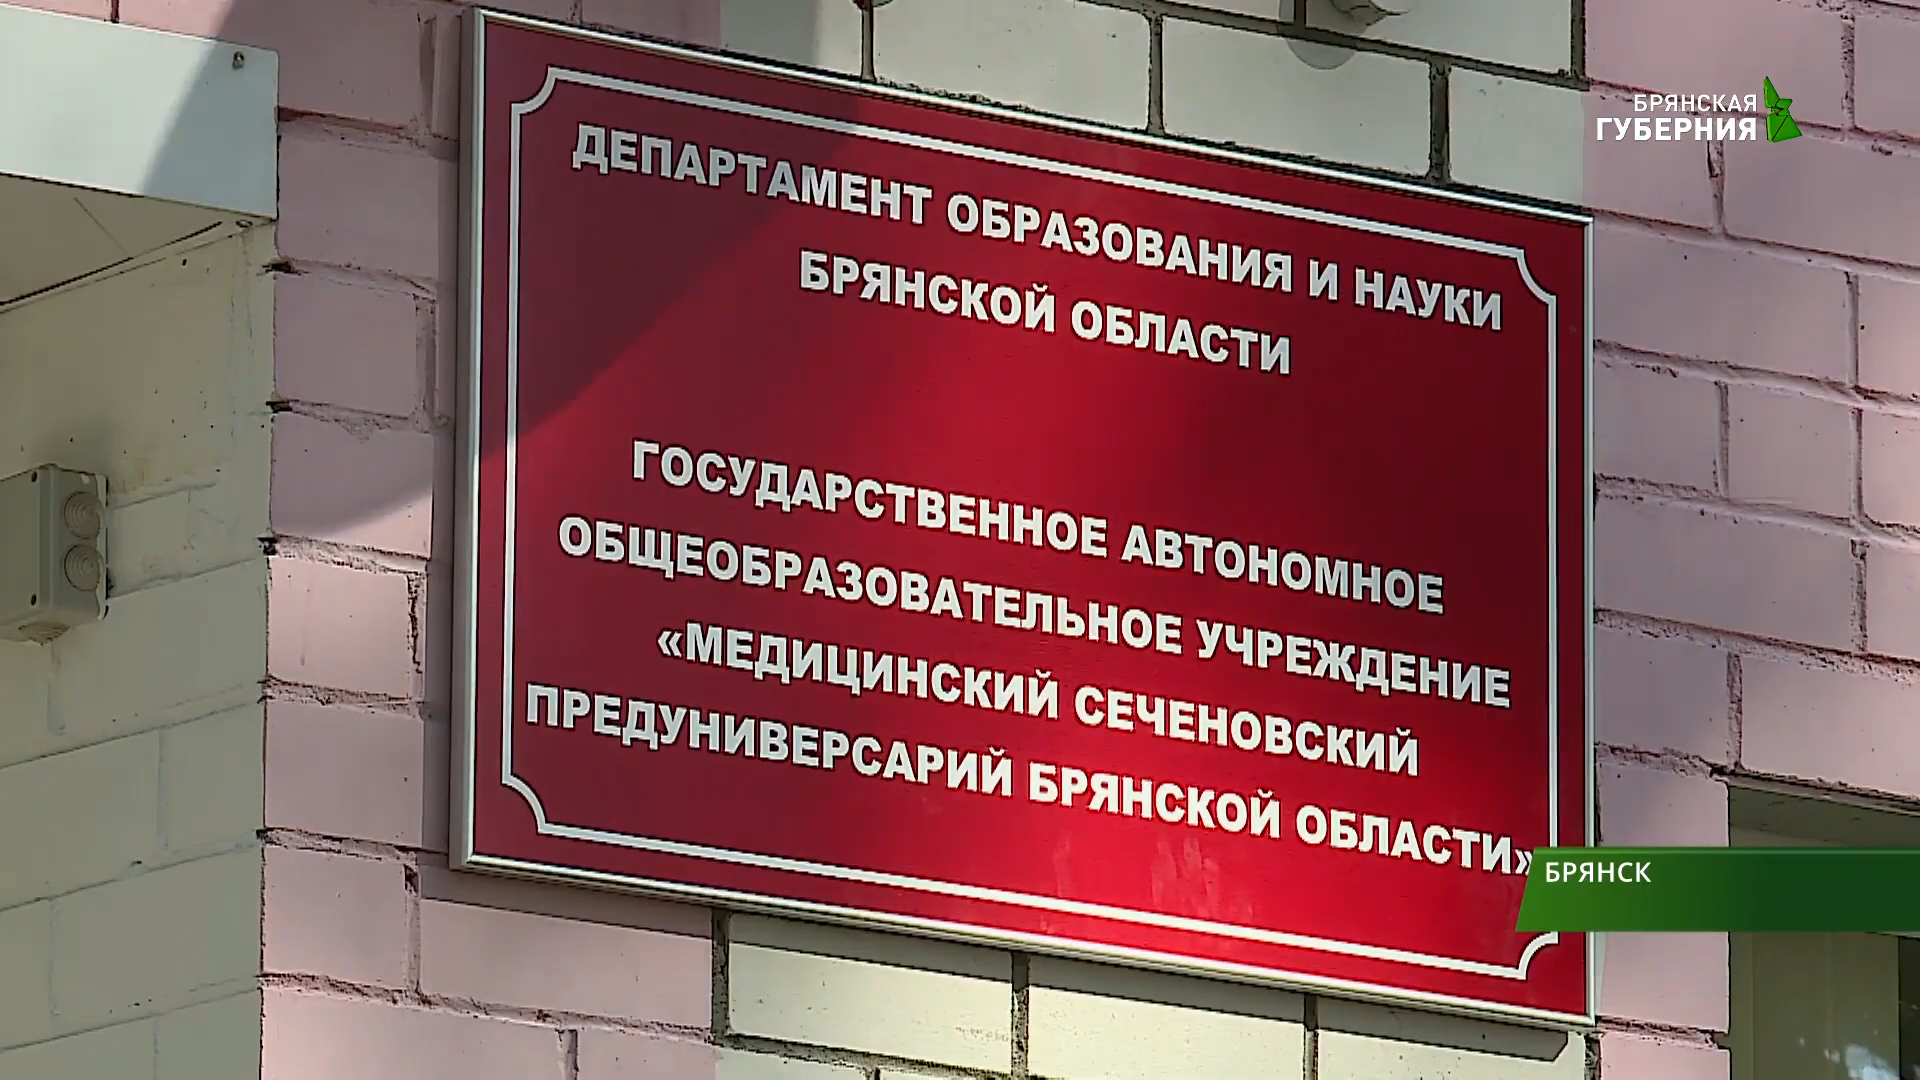 БРЯНСКАЯ
ГУБЕРНИЯ
ДЕПАРТАМЕНТ ОБРАЗОВАНИЯ И НАУКИ
БРЯНСКОЙ ОБЛАСТИ
ГОСУДАРСТВЕННОЕ АВТОНОМНОЕ
ОБЩЕОБРАЗОВАТЕЛЬНОЕ УЧРЕЖДЕНИЕ
«МЕДИЦИНСКИЙ СЕЧЕНОВСКИЙ
ПРЕДУНИВЕРСАРИЙ БРЯНСКОЙ ОБЛАСТИ»
БРЯНСК